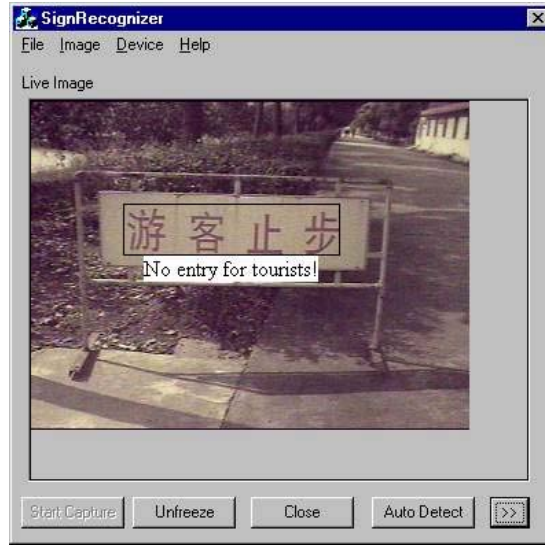 SignRecognizer
File Image Device Help
Live Image
游客止步
No entry for tourists!
Start Capture Unfreeze Close Auto Detect >>